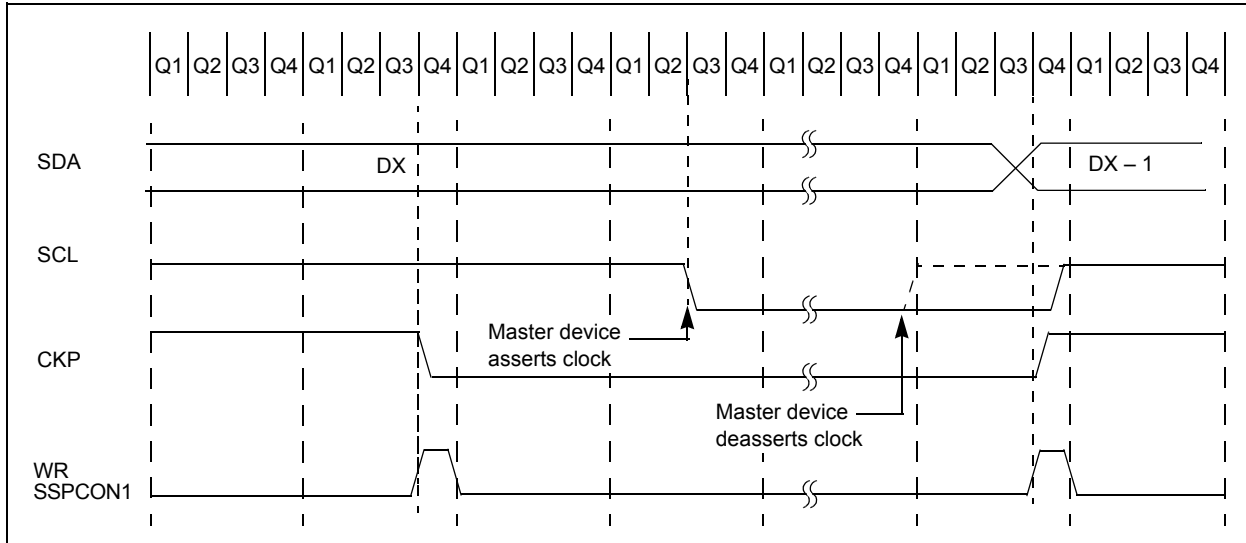 Q1 Q2 Q3 Q4 Q1 Q2 Q3 Q4 Q1 Q2 Q3 Q4 Q1 Q2 Q3 Q4 Q1 Q2 Q3 Q4 Q1 Q2 Q3 Q4 Q1 Q2 Q3 Q4
SDA
DX
DX – 1
SCL
Master device
asserts clock
CKP
Master device
deasserts clock
WR
SSPCON1